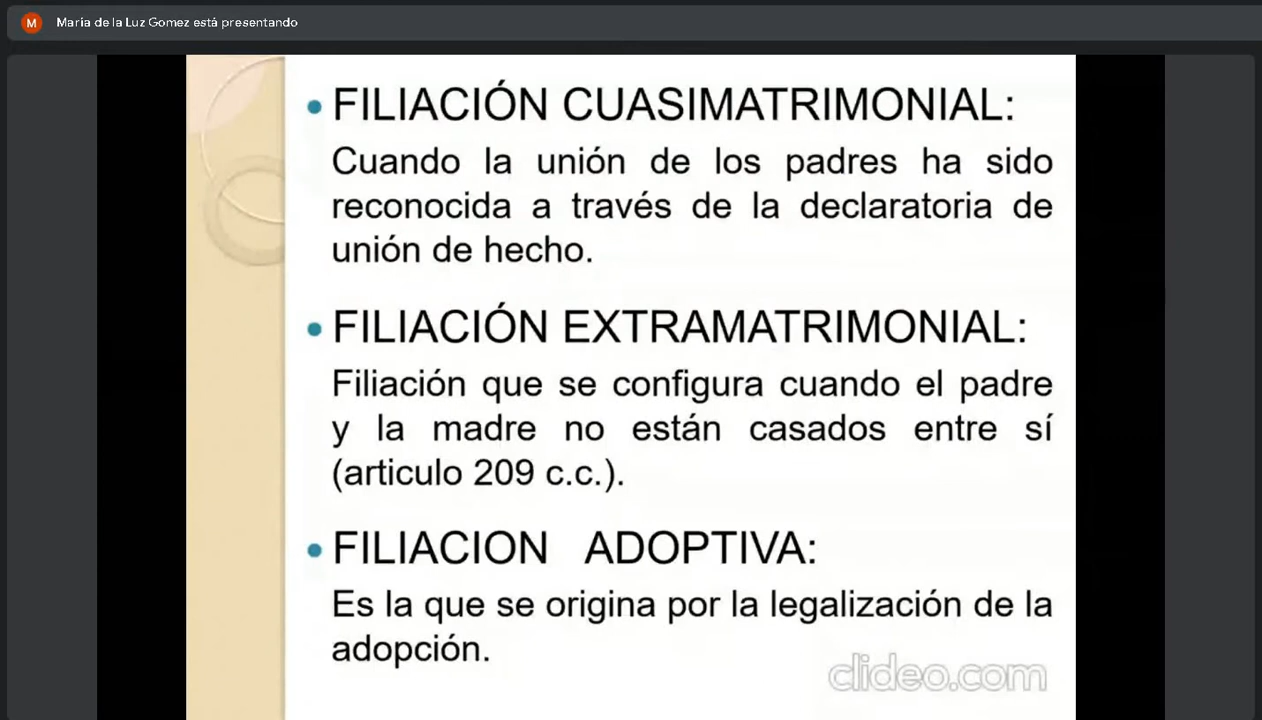 M
María de la Luz Gomez está presentando
• FILIACIÓN CUASIMATRIMONIAL:
Cuando la unión de los padres ha sido
reconocida a través de la declaratoria de
unión de hecho.
• FILIACIÓN EXTRAMATRIMONIAL:
Filiación que se configura cuando el padre
y la madre no están casados entre sí
(articulo 209 c.c.).
• FILIACION ADOPTIVA:
Es la que se origina por la legalización de la
adopción.
clideo.com